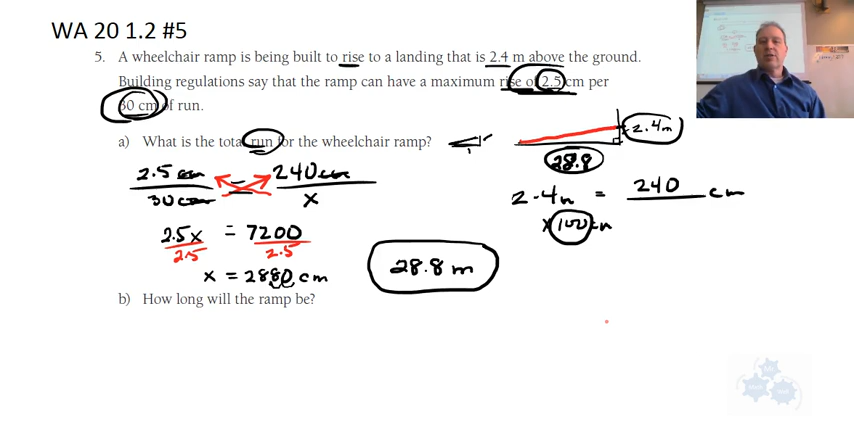 WA 20 1.2 #5
5. A wheelchair ramp is being built to rise to a landing that is 2.4 m above the ground.
Building regulations say that the ramp can have a maximum rise of 2.5 cm per
30 cm of run.
a) What is the total run for the wheelchair ramp?
2.4m
28.8
2.5 cm = 240 cm
30 cm x
2.4m = 240 cm
x 100
2.5x = 7200
2.5 2.5
x = 2880 cm
28.8 m
b) How long will the ramp be?